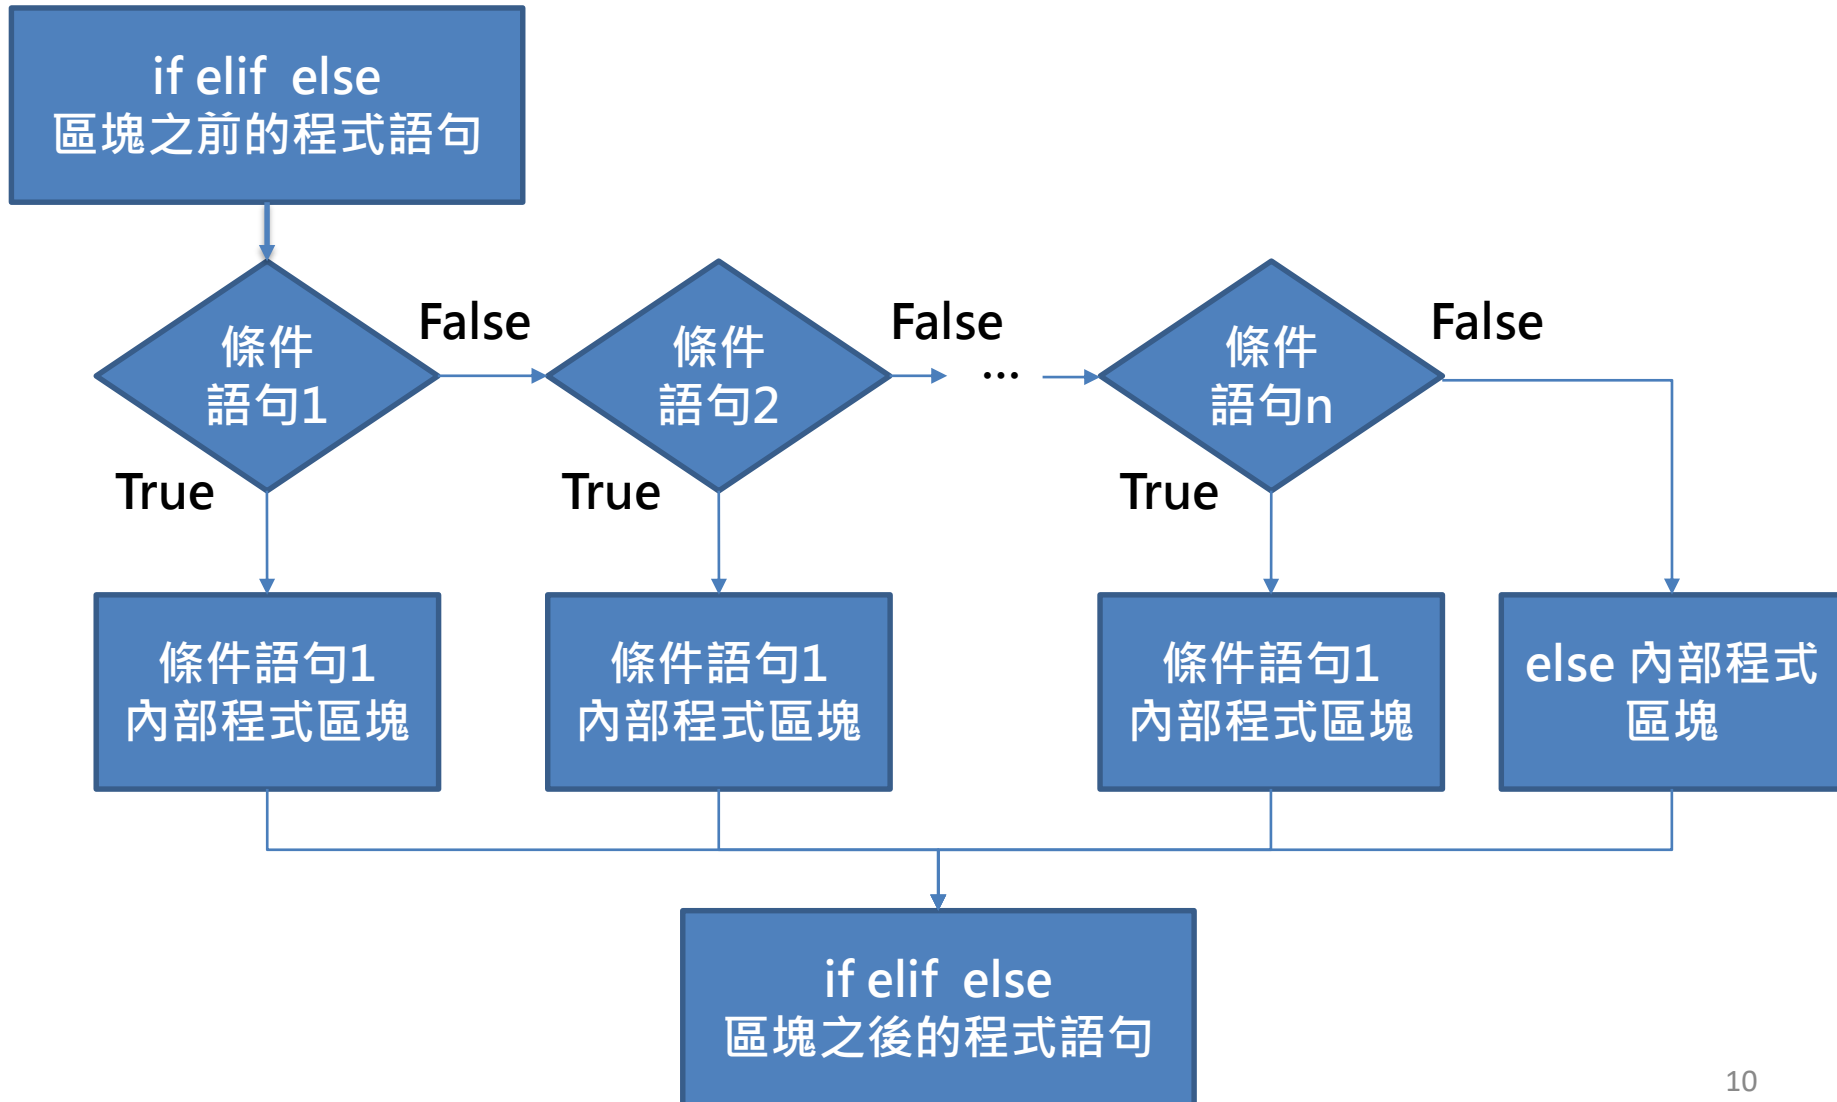 if elif  else
區塊之前的程式語句
條件
語句1
False
條件
語句2
False
...
條件
語句n
False
True
True
True
條件語句1
內部程式區塊
條件語句1
內部程式區塊
條件語句1
內部程式區塊
else 內部程式
區塊
if elif  else
區塊之後的程式語句
10